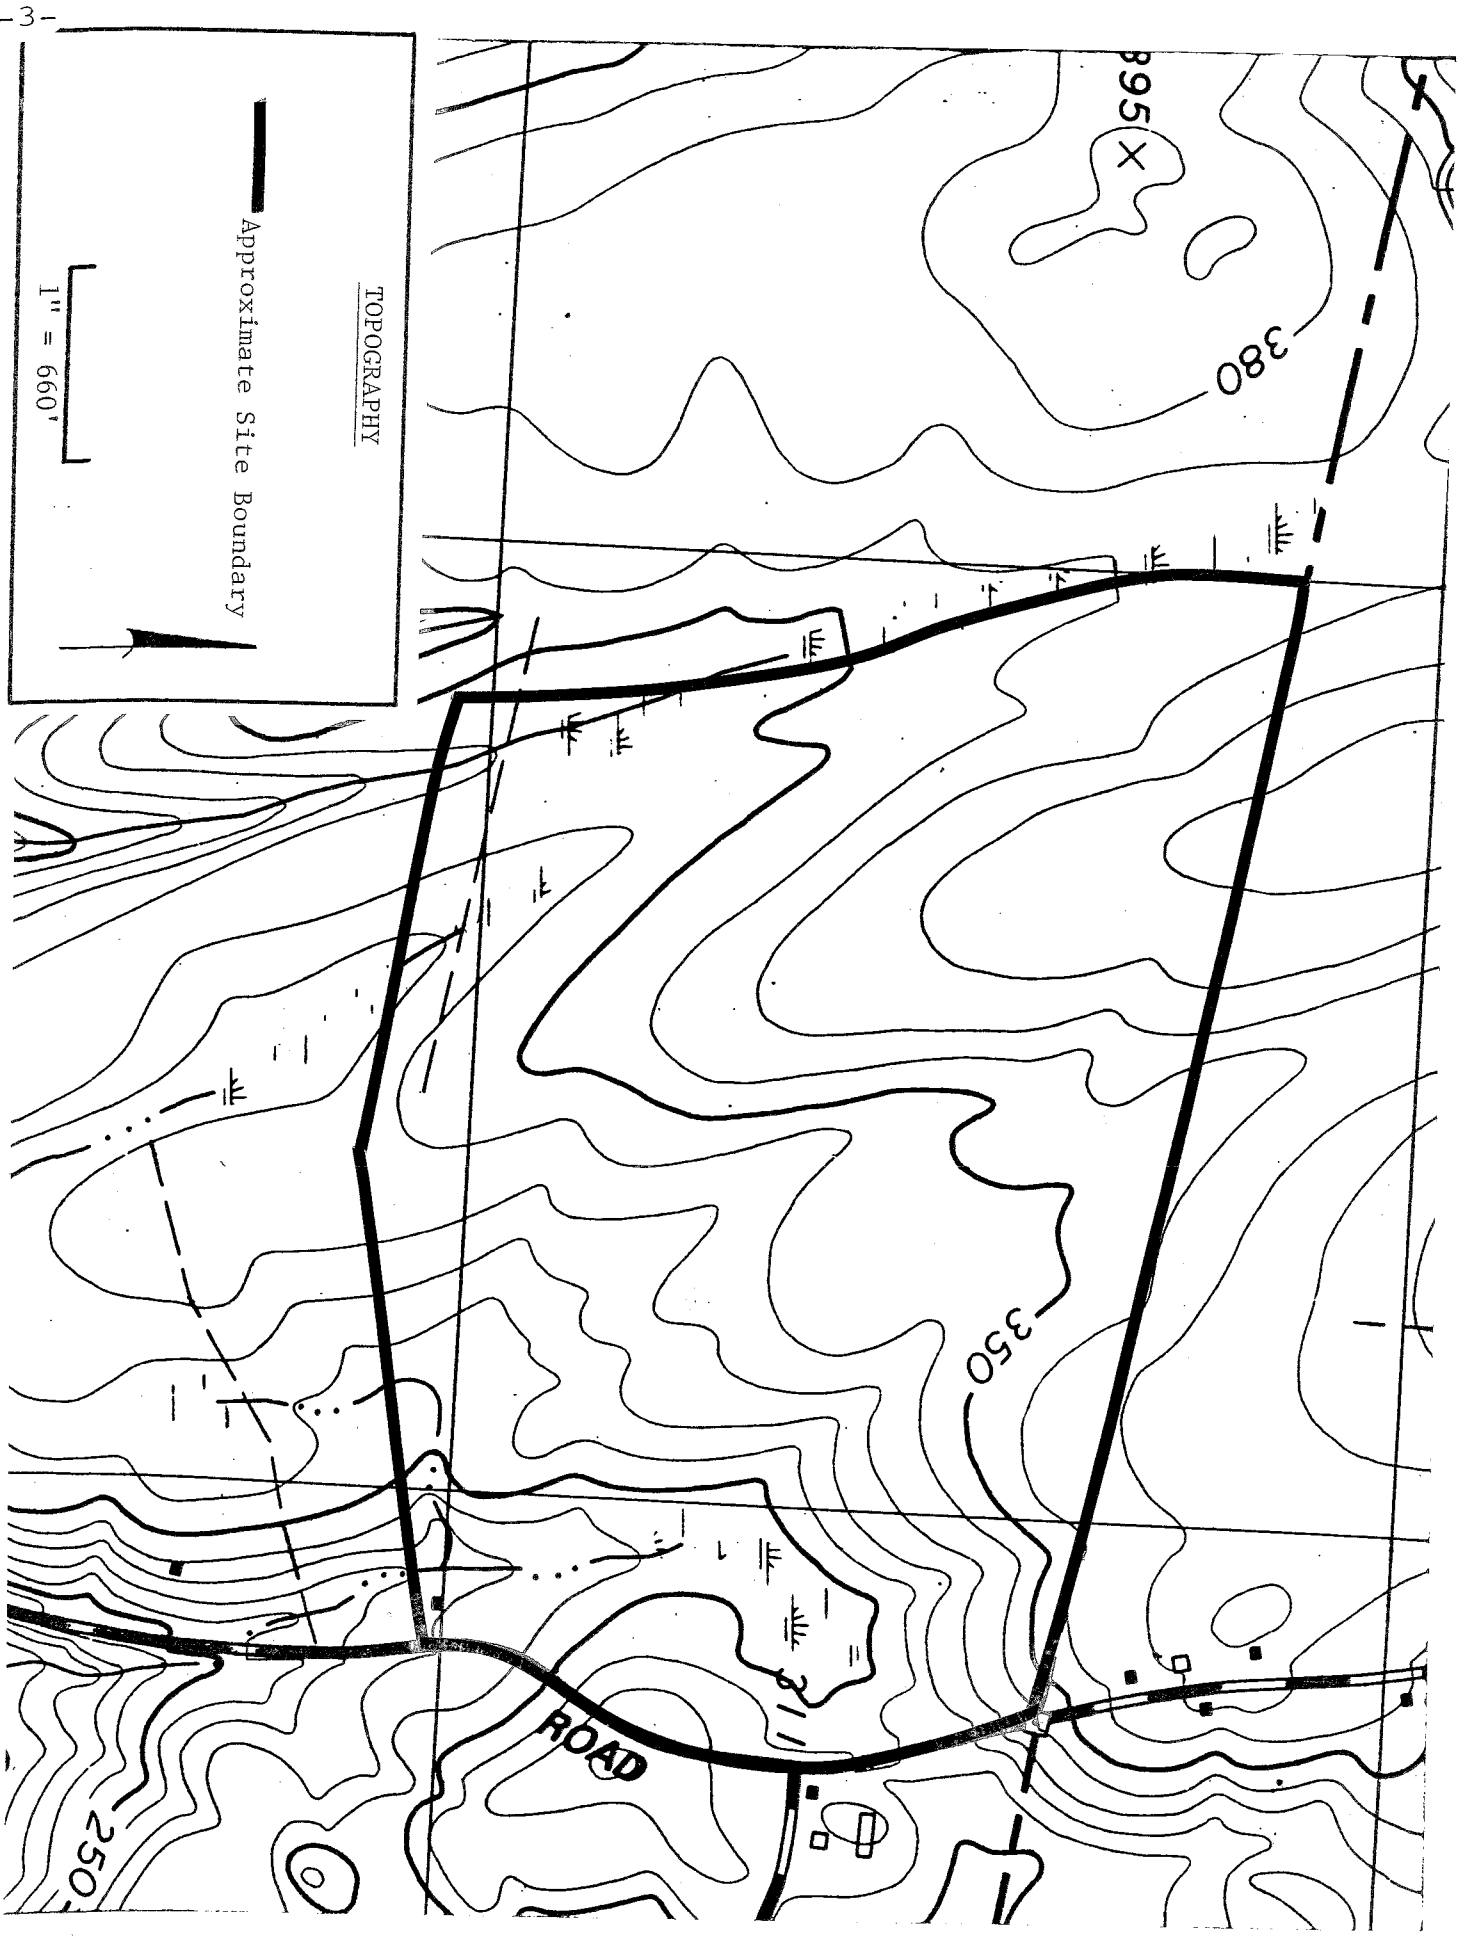 -3-
TOPOGRAPHY
Approximate Site Boundary
1" = 660'
395
380
350
ROAD
250